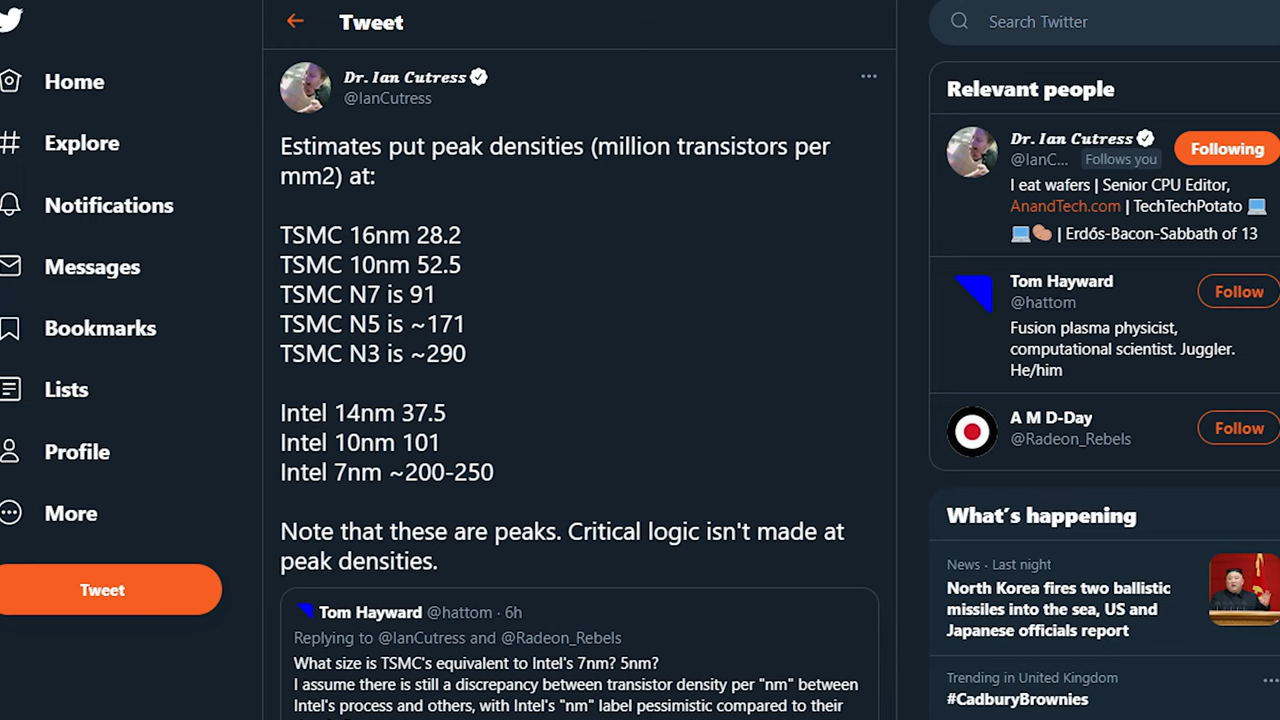 Home
Explore
Notifications
Messages
Bookmarks
Lists
Profile
More
Tweet
Tweet
Dr. Ian Cutress
@IanCutress
Estimates put peak densities (million transistors per
mm2) at:
TSMC 16nm 28.2
TSMC 10nm 52.5
TSMC N7 is 91
TSMC N5 is ~171
TSMC N3 is ~290
Intel 14nm 37.5
Intel 10nm 101
Intel 7nm ~200-250
Note that these are peaks. Critical logic isn't made at
peak densities.
Tom Hayward @hattom · 6h
Replying to @IanCutress and @Radeon_Rebels
What size is TSMC's equivalent to Intel's 7nm? 5nm?
I assume there is still a discrepancy between transistor density per "nm" between
Intel's process and others, with Intel's "nm" label pessimistic compared to their
Search Twitter
Relevant people
Dr. Ian Cutress
Following
@IanC... Follows you
I eat wafers | Senior CPU Editor,
AnandTech.com | TechTechPotato
| Erdős-Bacon-Sabbath of 13
Tom Hayward
@hattom
Follow
Fusion plasma physicist,
computational scientist. Juggler.
He/him
A M D-Day
@Radeon_Rebels
Follow
What's happening
News · Last night
North Korea fires two ballistic
missiles into the sea, US and
Japanese officials report
Trending in United Kingdom
#CadburyBrownies